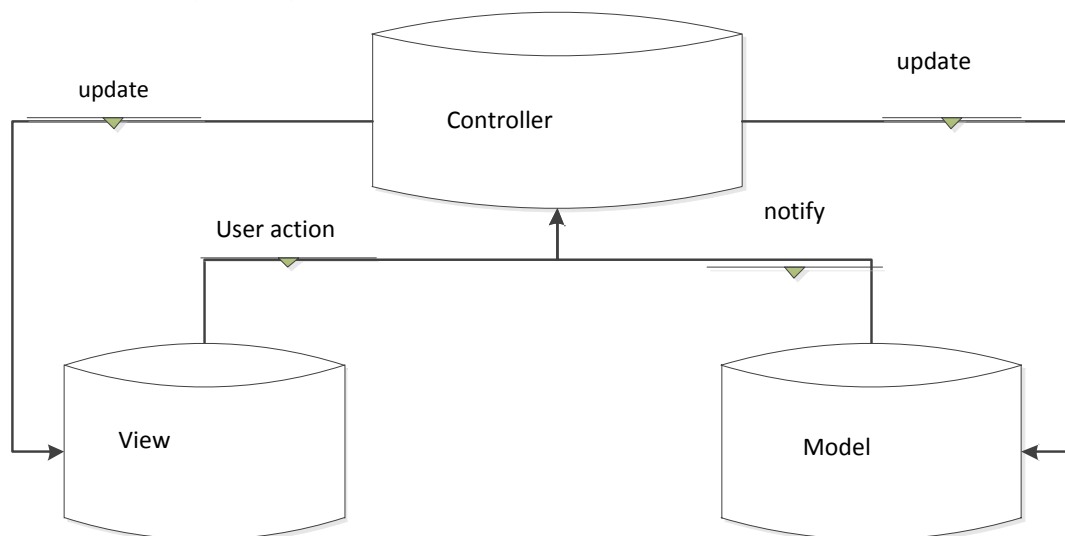 update
update
Controller
User action
notify
View
Model